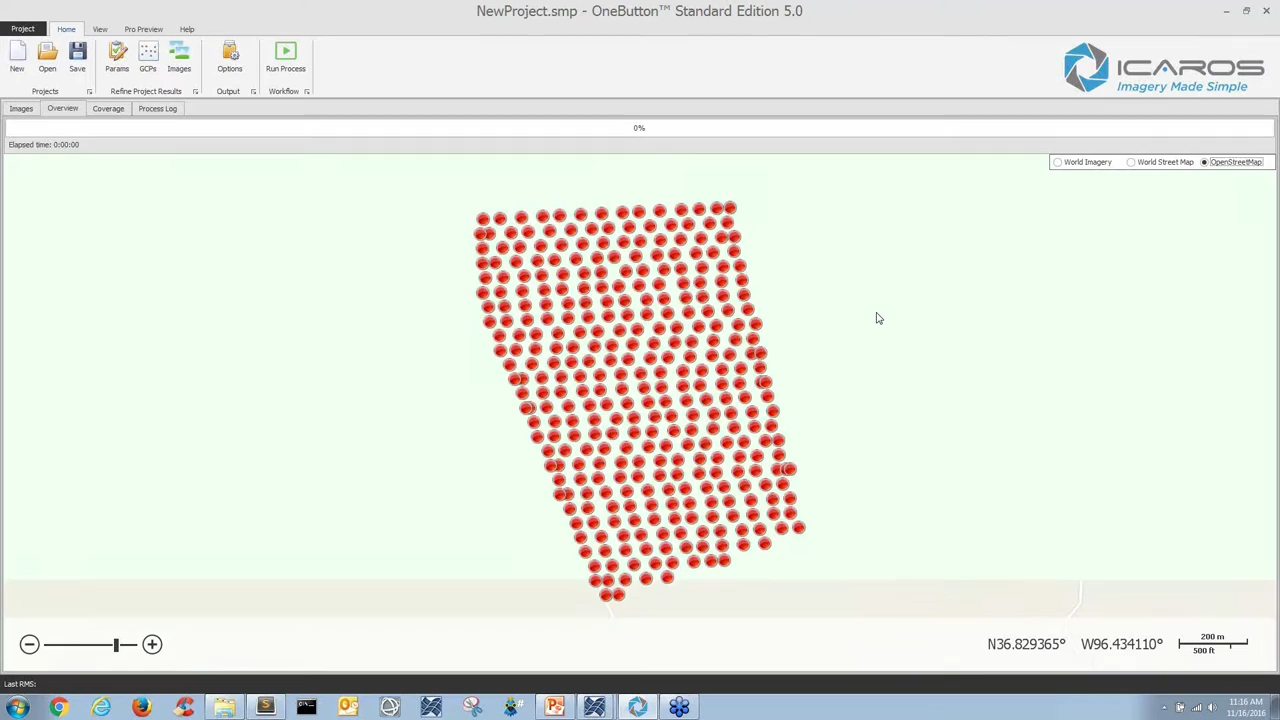 NewProject.smp - OneButton™ Standard Edition 5.0
Project Home View Pro Preview Help
New Open Save Params GCPs Images Options Run Process
Projects Refine Project Results Output Workflow
ICAROS
Imagery Made Simple
Images Overview Coverage Process Log
0%
Elapsed time: 0:00:00
World Imagery World Street Map OpenStreetMap
N36.829365° W96.434110° 200 m
500 ft
Last RMS:
11:16 AM
11/16/2016